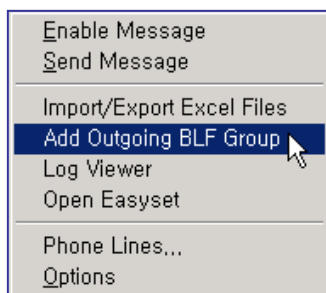 Enable Message
Send Message
Import/Export Excel Files
Add Outgoing BLF Group
Log Viewer
Open Easyset
Phone Lines,,,
Options